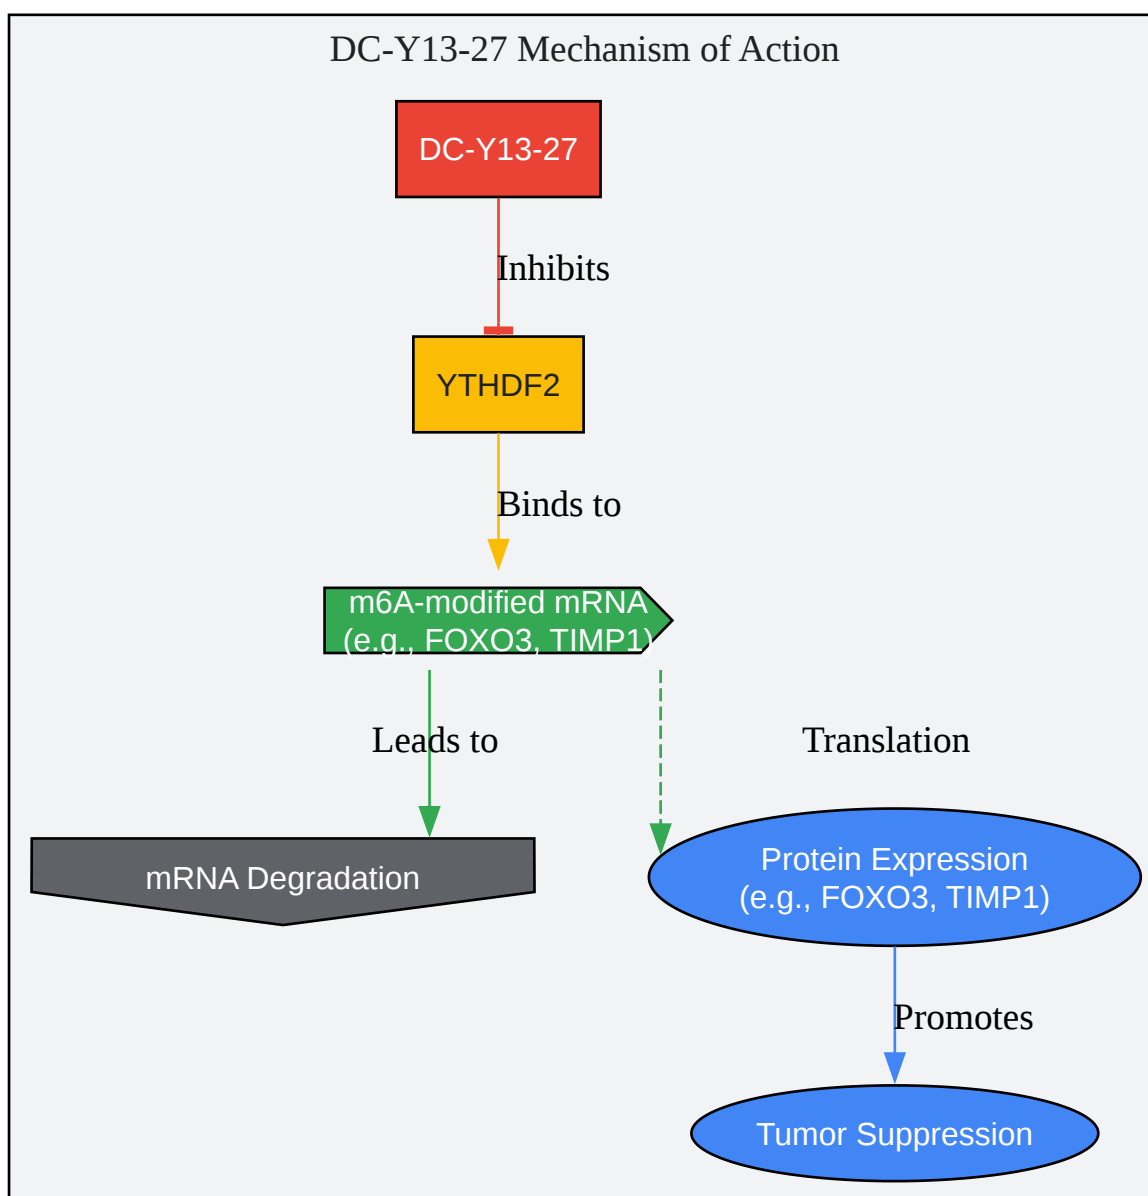 DC-Y13-27 Mechanism of Action
DC-Y13-27
Inhibits
YTHDF2
Binds to
m6A-modified mRNA
(e.g., FOXO3, TIMP1)
Leads to
Translation
mRNA Degradation
Protein Expression
(e.g., FOXO3, TIMP1)
Promotes
Tumor Suppression